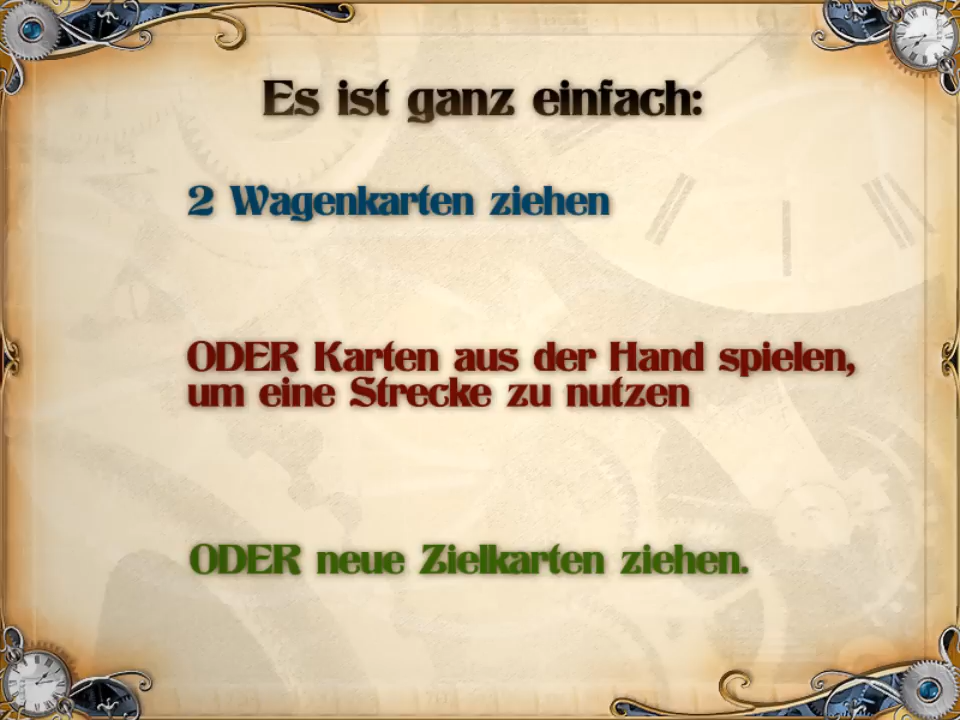 Es ist ganz einfach:
2 Wagenkarten ziehen
ODER Karten aus der Hand spielen,
um eine Strecke zu nutzen
ODER neue Zielkarten ziehen.